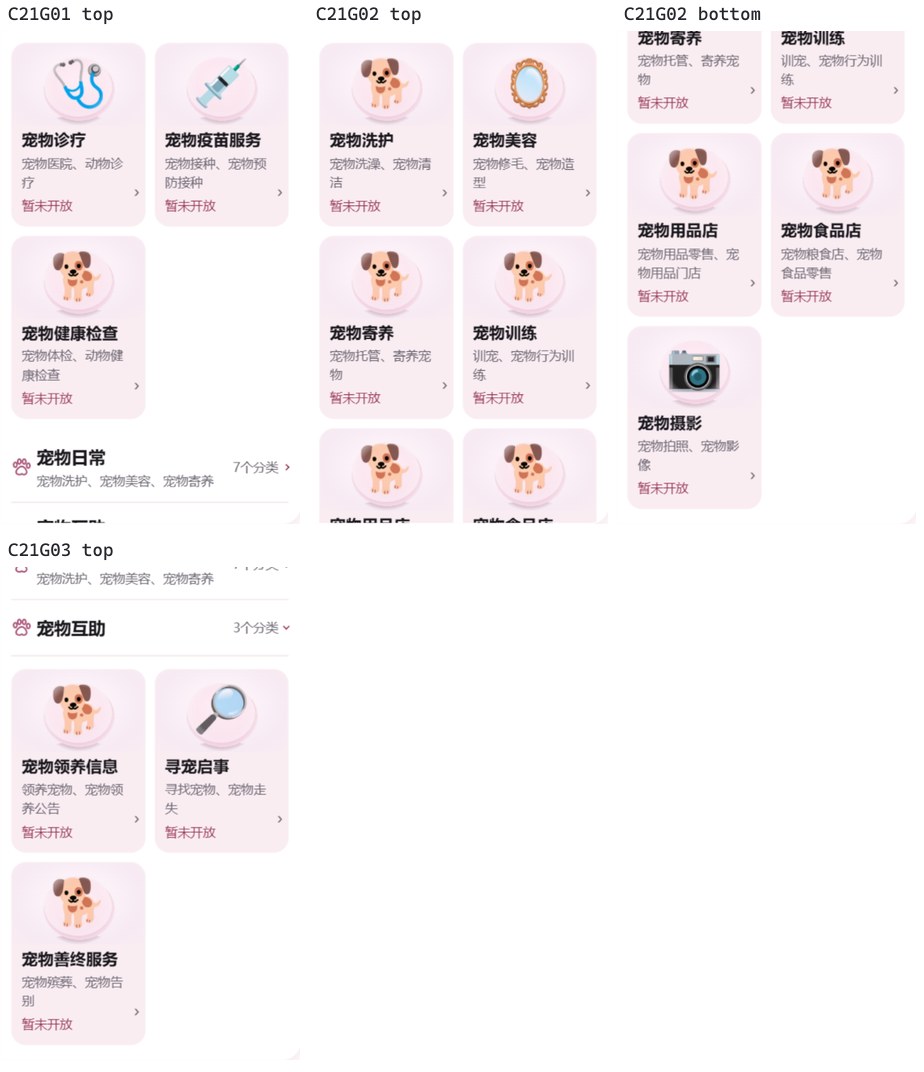 C21G01 top
宠物诊疗
宠物医院、动物诊
疗
暂未开放
宠物疫苗服务
宠物接种、宠物预
防接种
暂未开放
宠物健康检查
宠物体检、动物健
康检查
暂未开放
宠物日常
宠物洗护、宠物美容、宠物寄养
7个分类
C21G02 top
宠物洗护
宠物洗澡、宠物清
洁
暂未开放
宠物美容
宠物修毛、宠物造
型
暂未开放
宠物寄养
宠物托管、寄养宠
物
暂未开放
宠物训练
训宠、宠物行为训
练
暂未开放
宠物用品店
宠物食品店
C21G02 bottom
宠物寄养
宠物托管、寄养宠
物
暂未开放
宠物训练
训宠、宠物行为训
练
暂未开放
宠物用品店
宠物用品零售、宠
物用品门店
暂未开放
宠物食品店
宠物粮食店、宠物
食品零售
暂未开放
宠物摄影
宠物拍照、宠物影
像
暂未开放
C21G03 top
宠物洗护、宠物美容、宠物寄养
宠物互助
3个分类
宠物领养信息
领养宠物、宠物领
养公告
暂未开放
寻宠启事
寻找宠物、宠物走
失
暂未开放
宠物善终服务
宠物殡葬、宠物告
别
暂未开放